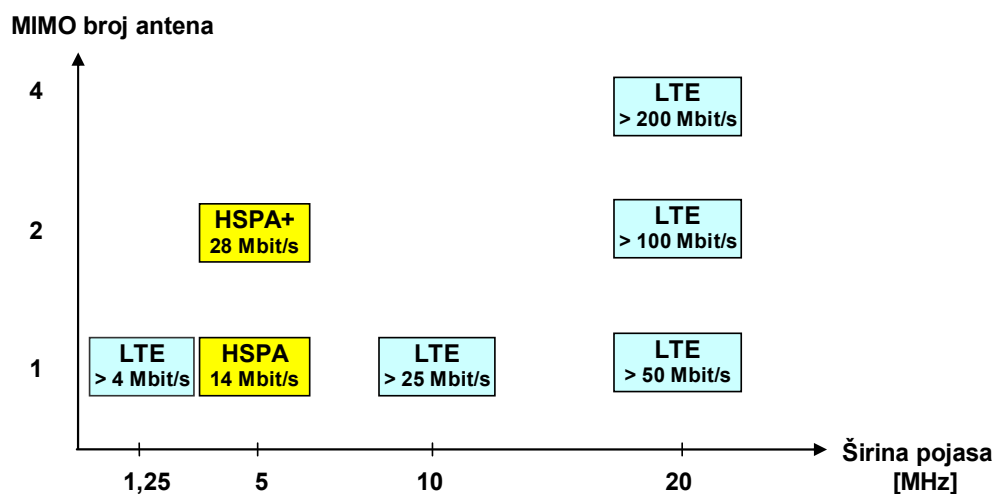 MIMO broj antena
4
LTE
> 200 Mbit/s
2
HSPA+
28 Mbit/s
LTE
> 100 Mbit/s
1
LTE
> 4 Mbit/s
HSPA
14 Mbit/s
LTE
> 25 Mbit/s
LTE
> 50 Mbit/s
Širina pojasa
[MHz]
1,25
5
10
20